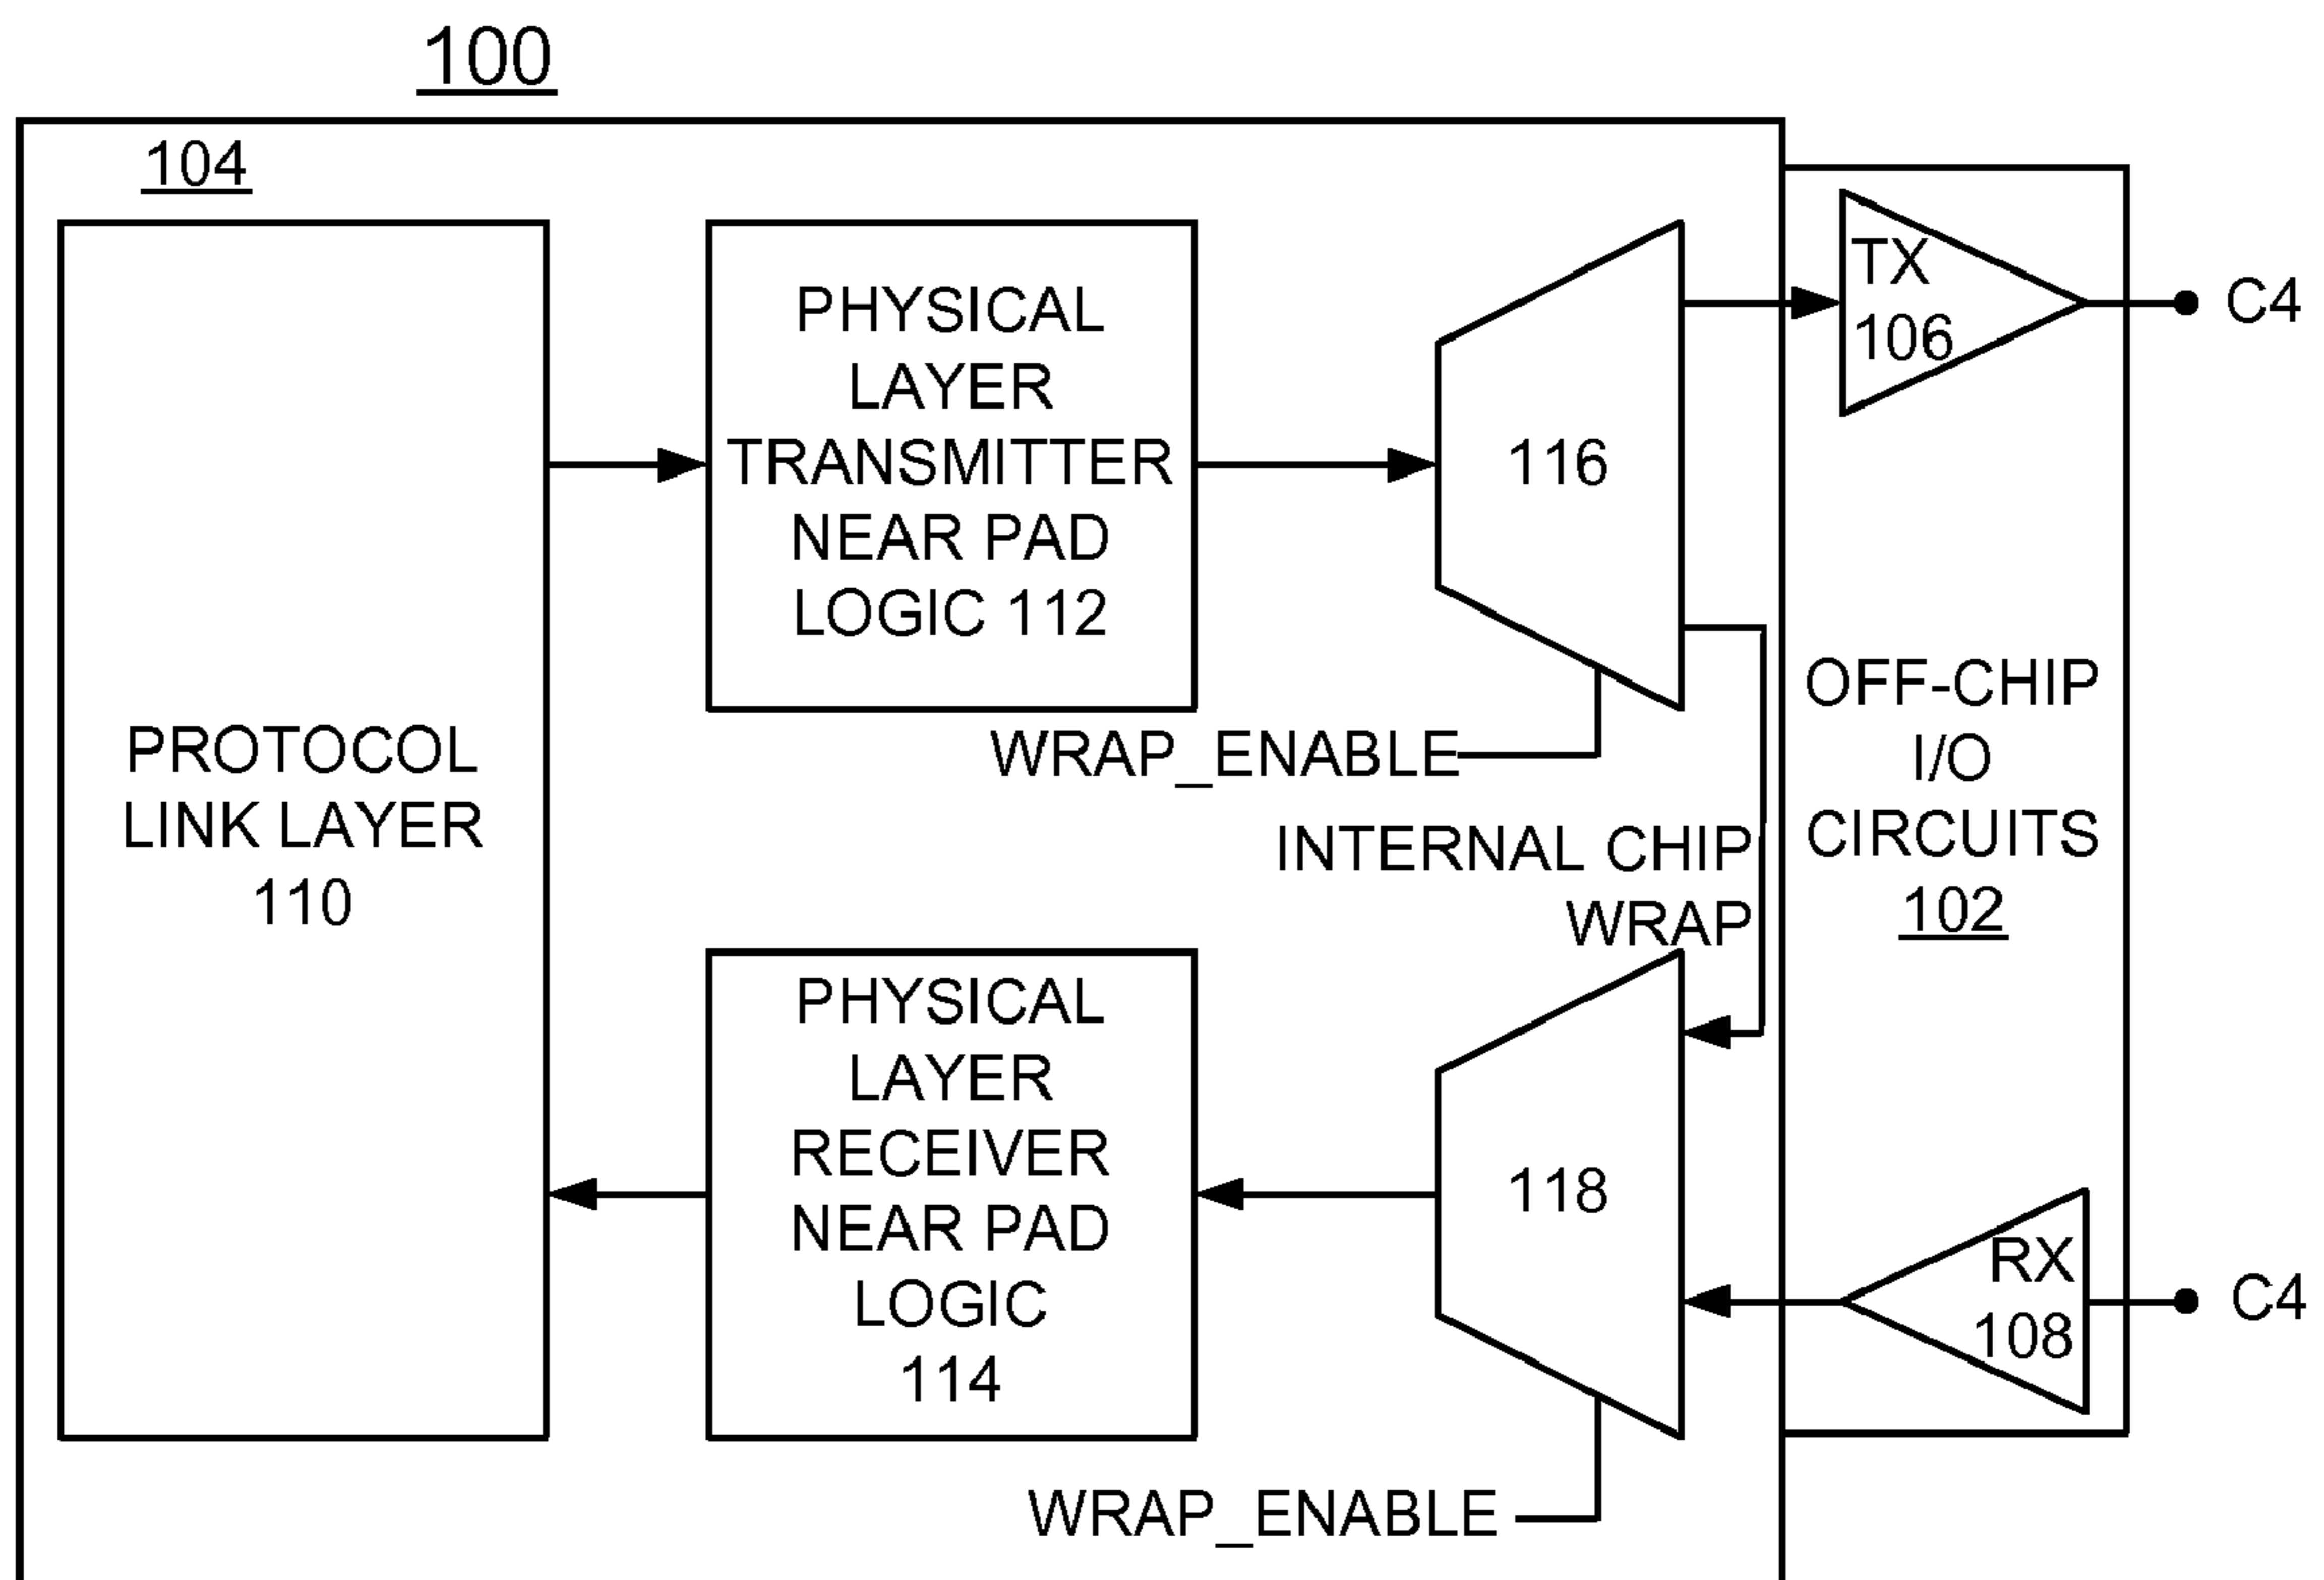 100
104
PROTOCOL
LINK LAYER
110
PHYSICAL
LAYER
TRANSMITTER
NEAR PAD
LOGIC 112
116
WRAP_ENABLE
TX
106
C4
INTERNAL CHIP
WRAP
OFF-CHIP
I/O
CIRCUITS
102
PHYSICAL
LAYER
RECEIVER
NEAR PAD
LOGIC
114
118
WRAP_ENABLE
RX
108
C4